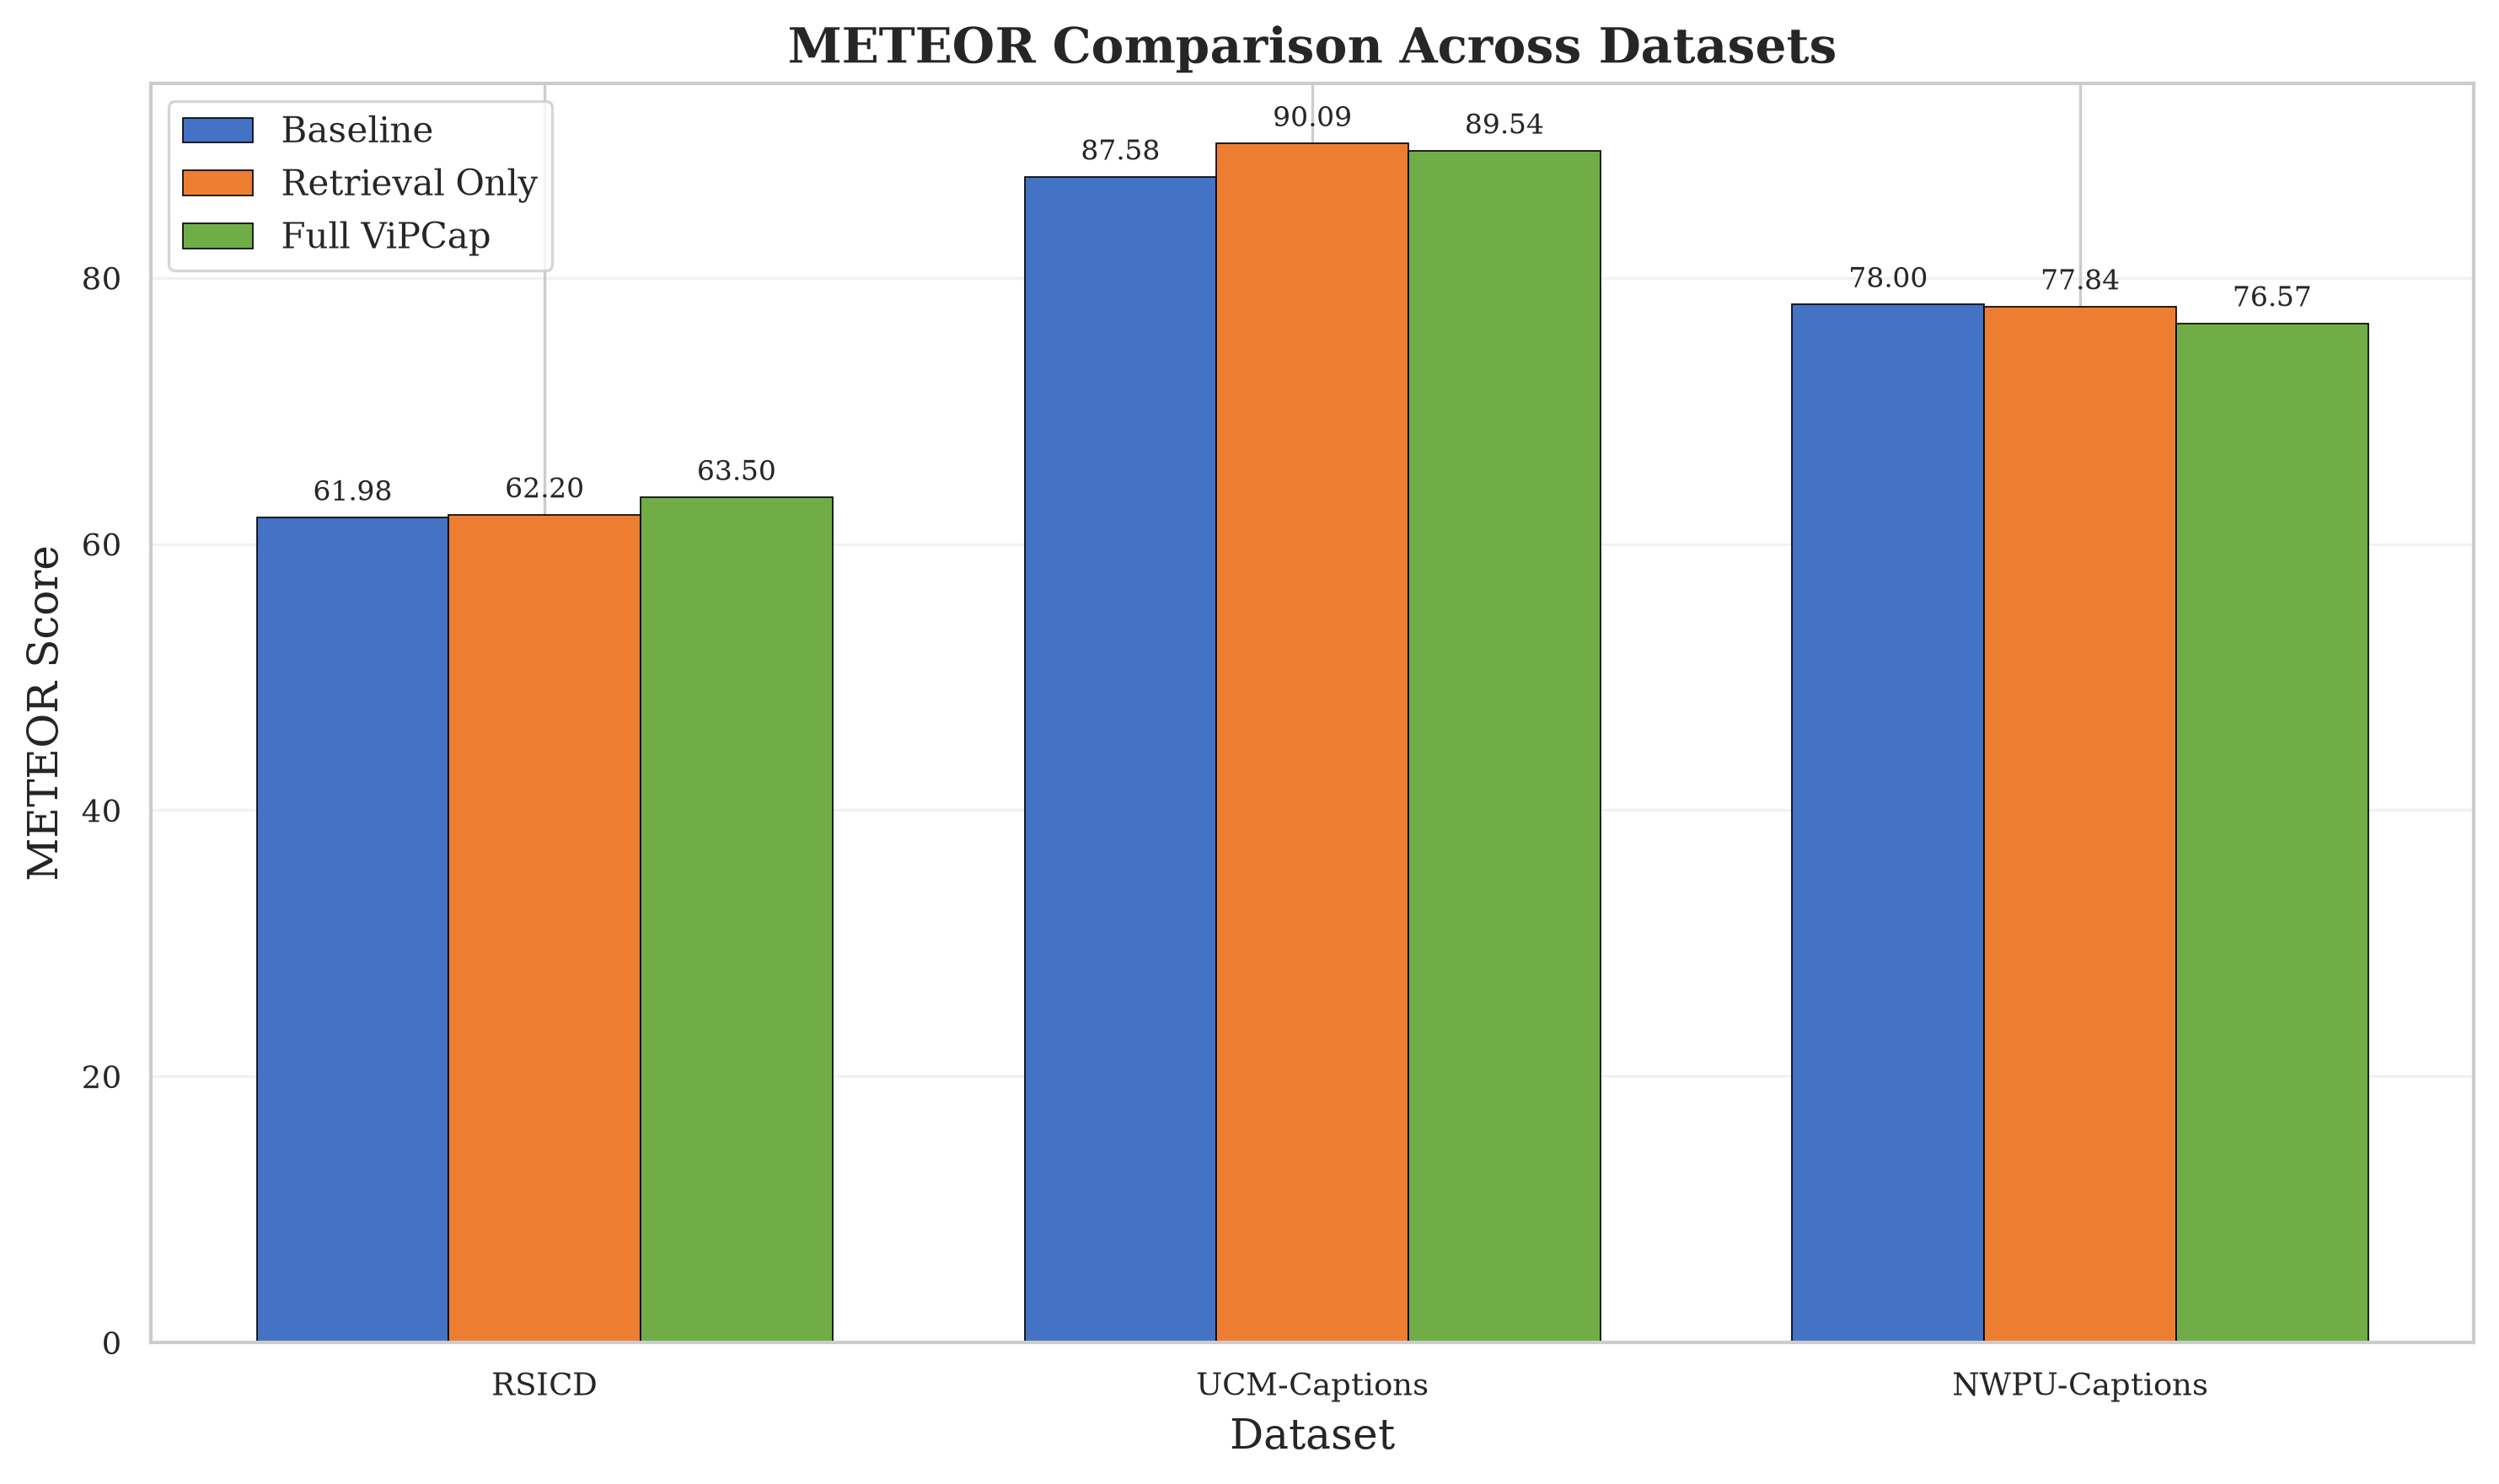 METEOR Comparison Across Datasets
Baseline
Retrieval Only
Full ViPCap
61.98
62.20
63.50
87.58
90.09
89.54
78.00
77.84
76.57
METEOR Score
80
60
40
20
0
RSICD
UCM-Captions
NWPU-Captions
Dataset